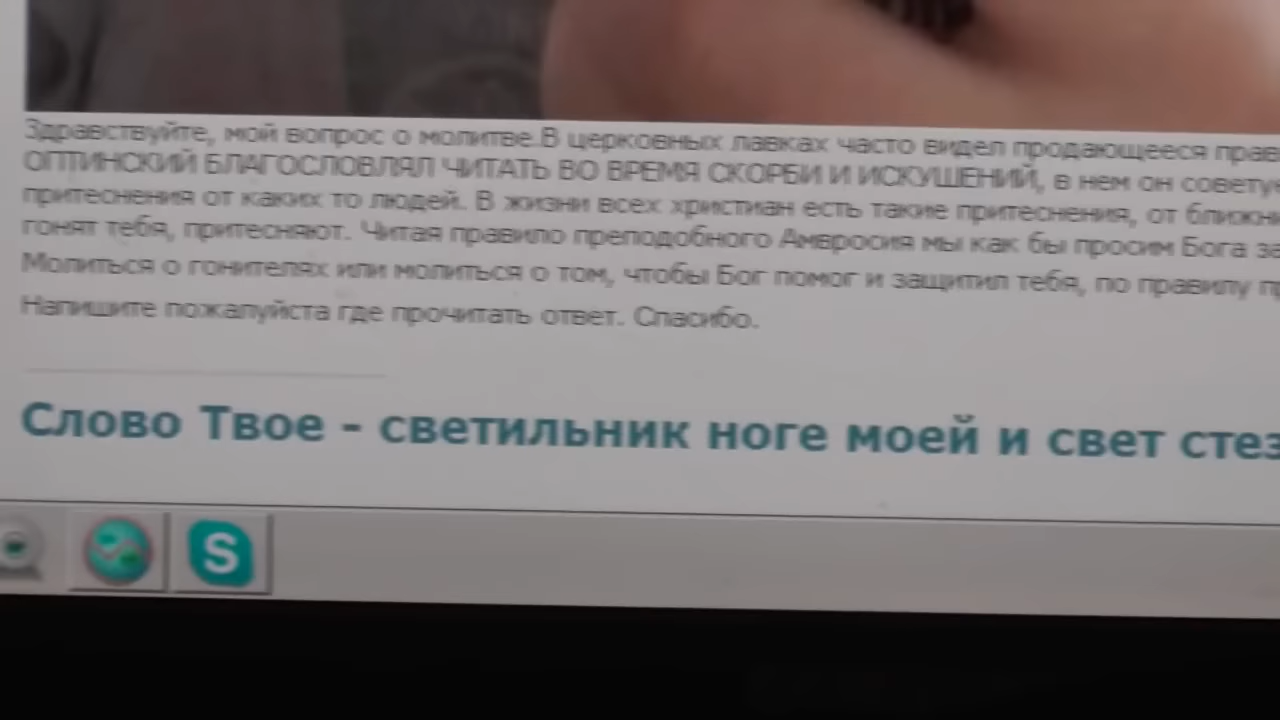 Здравствуйте, мой вопрос о молитве.В церковных лавках часто видел продающееся прав
ОПТИНСКИЙ БЛАГОСЛОВЛЯЛ ЧИТАТЬ ВО ВРЕМЯ СКОРБИ И ИСКУШЕНИЙ, в нем он совету
притеснения от каких то людей. В жизни всех христиан есть такие притеснения, от ближн
гонят тебя, притесняют. Читая правило преподобного Амвросия мы как бы просим Бога за
Молиться о гонителях или молиться о том, чтобы Бог помог и защитил тебя, по правилу п
Напишите пожалуйста где прочитать ответ. Спасибо.
Слово Твое - светильник ноге моей и свет стез
S